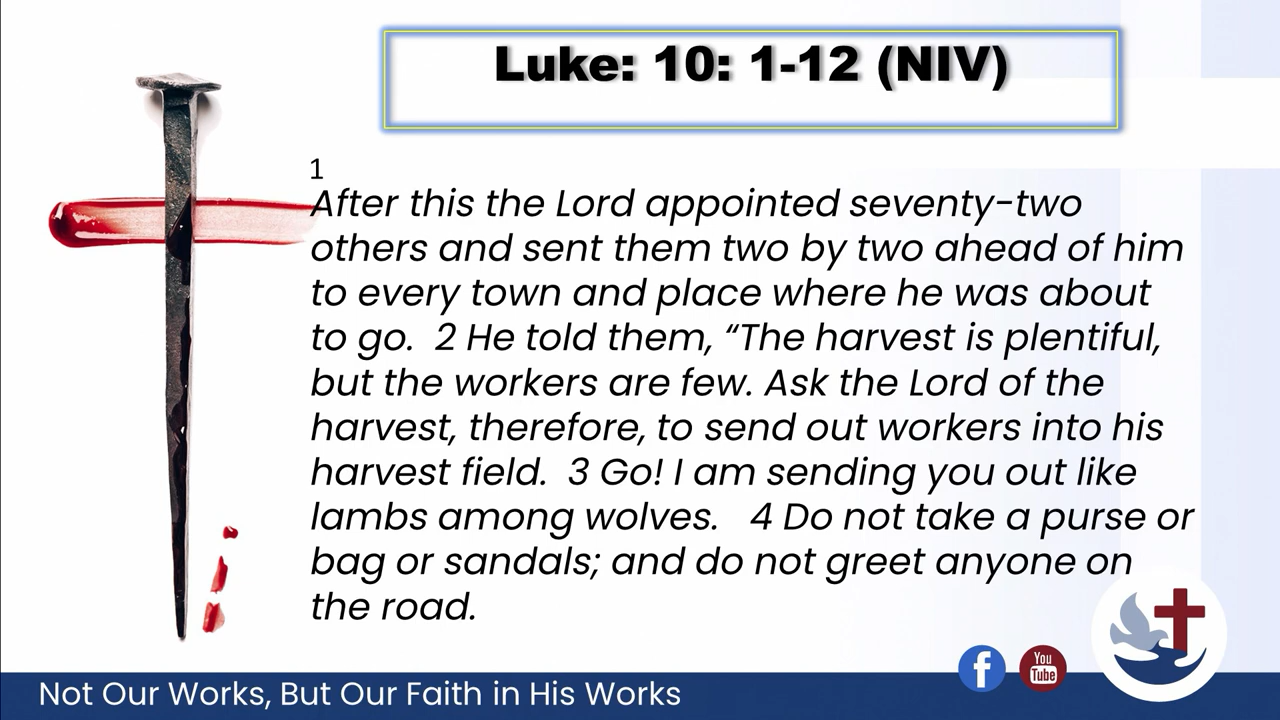 Luke: 10: 1-12 (NIV)
1
After this the Lord appointed seventy-two
others and sent them two by two ahead of him
to every town and place where he was about
to go.  2 He told them, “The harvest is plentiful,
but the workers are few. Ask the Lord of the
harvest, therefore, to send out workers into his
harvest field.  3 Go! I am sending you out like
lambs among wolves.   4 Do not take a purse or
bag or sandals; and do not greet anyone on
the road.
f
You
Tube
Not Our Works, But Our Faith in His Works